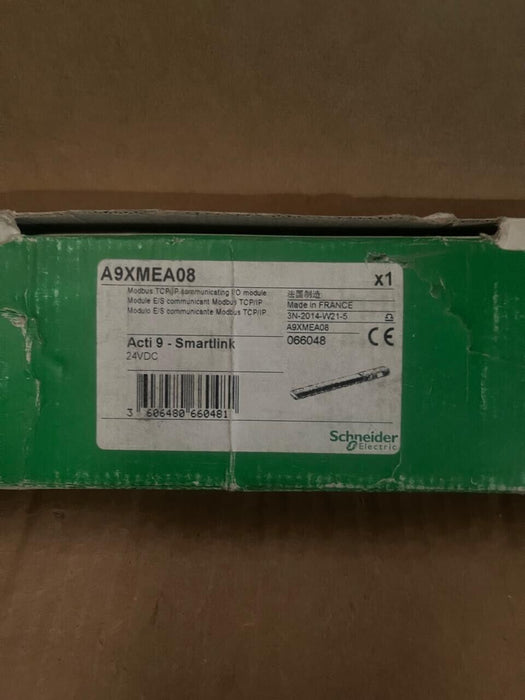 A9XMEA08
x1
Modbus TCP/IP communicating I/O module
Module E/S communicant Modbus TCP/IP
Modulo E/S comunicante Modbus TCP/IP
法国制造
Made in FRANCE
3N-2014-W21-5
A9XMEA08
066048
CE
Acti 9 - Smartlink
24VDC
3 606480 660481
Schneider
Electric